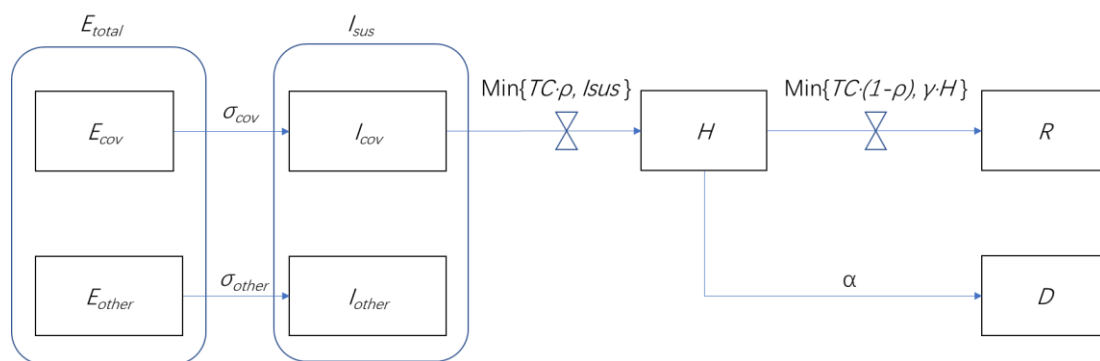 E_total I_sus
Min{TC·ρ, Isus} Min{TC·(1-ρ), γ·H}
E_cov σ_cov I_cov H R
E_other σ_other I_other α D